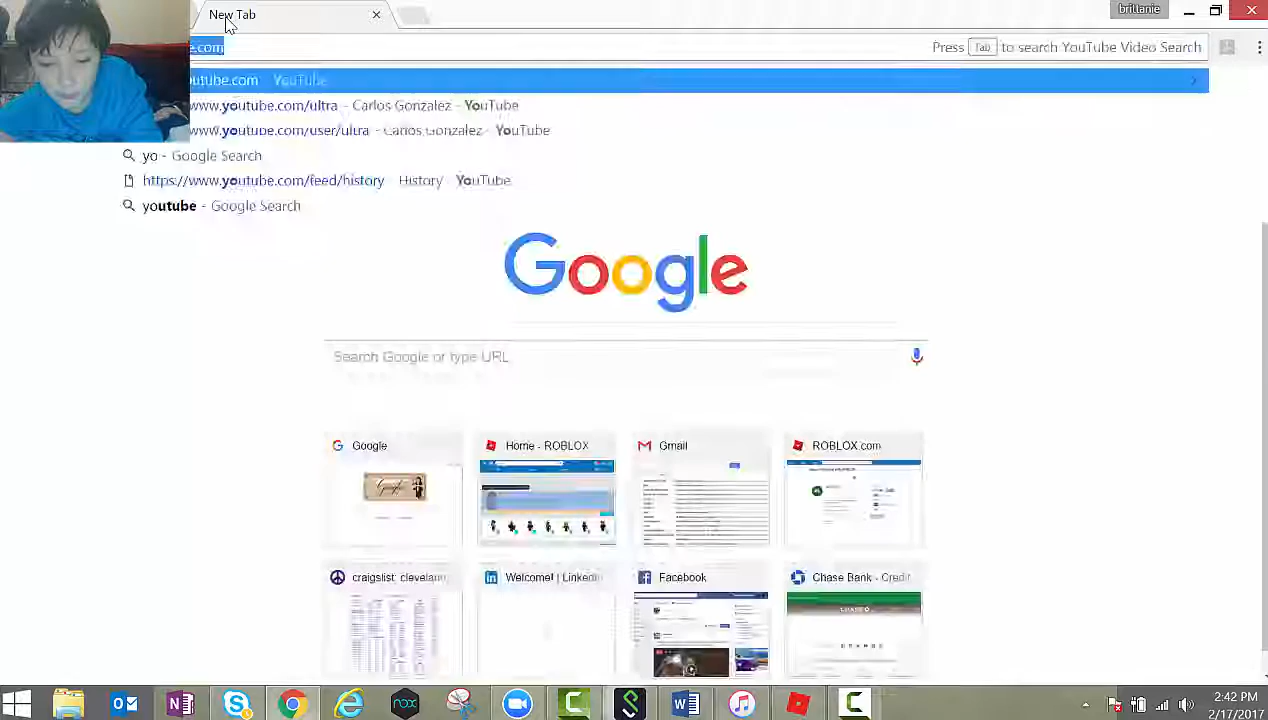 New Tab
brittanie
e.com
Press Tab to search YouTube Video Search
outube.com YouTube
www.youtube.com/ultra - Carlos Gonzalez - YouTube
www.youtube.com/user/ultra - Carlos Gonzalez - YouTube
yo - Google Search
https://www.youtube.com/feed/history History - YouTube
youtube - Google Search
Google
Search Google or type URL
Google
Home - ROBLOX
Gmail
ROBLOX.com
craigslist: cleveland
Welcome! | LinkedIn
Facebook
Chase Bank - Credit
nox
2:42 PM
2/17/2017